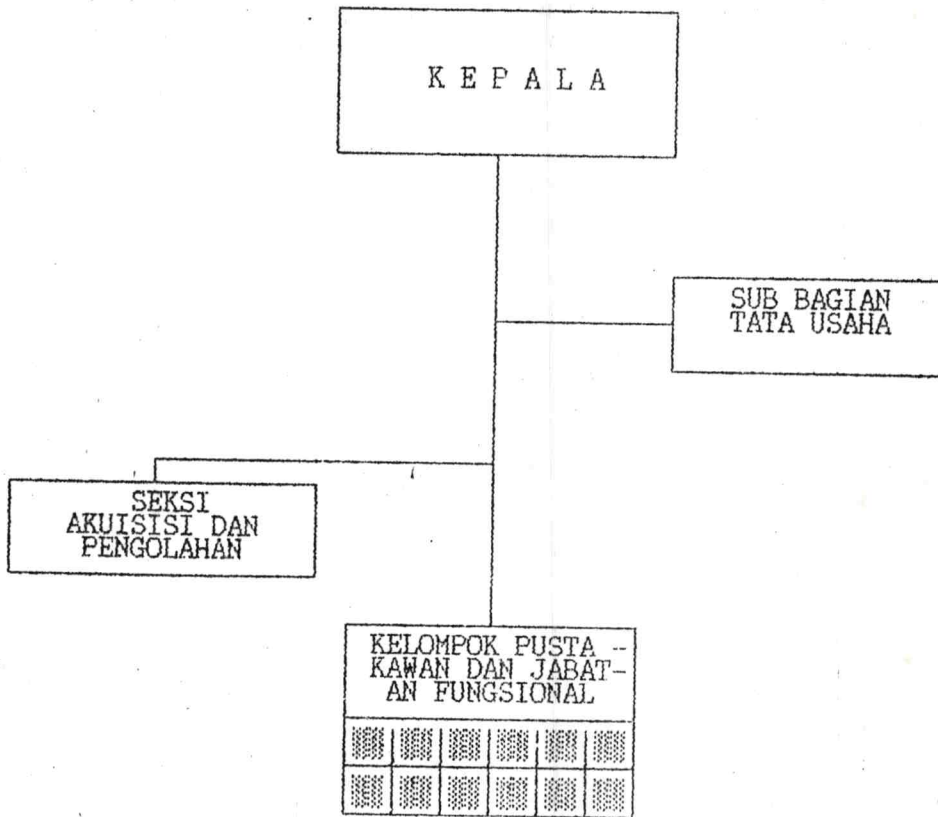 K E P A L A
SUB BAGIAN
TATA USAHA
SEKSI
AKUISISI DAN
PENGOLAHAN
KELOMPOK PUSTA -
KAWAN DAN JABAT-
AN FUNGSIONAL